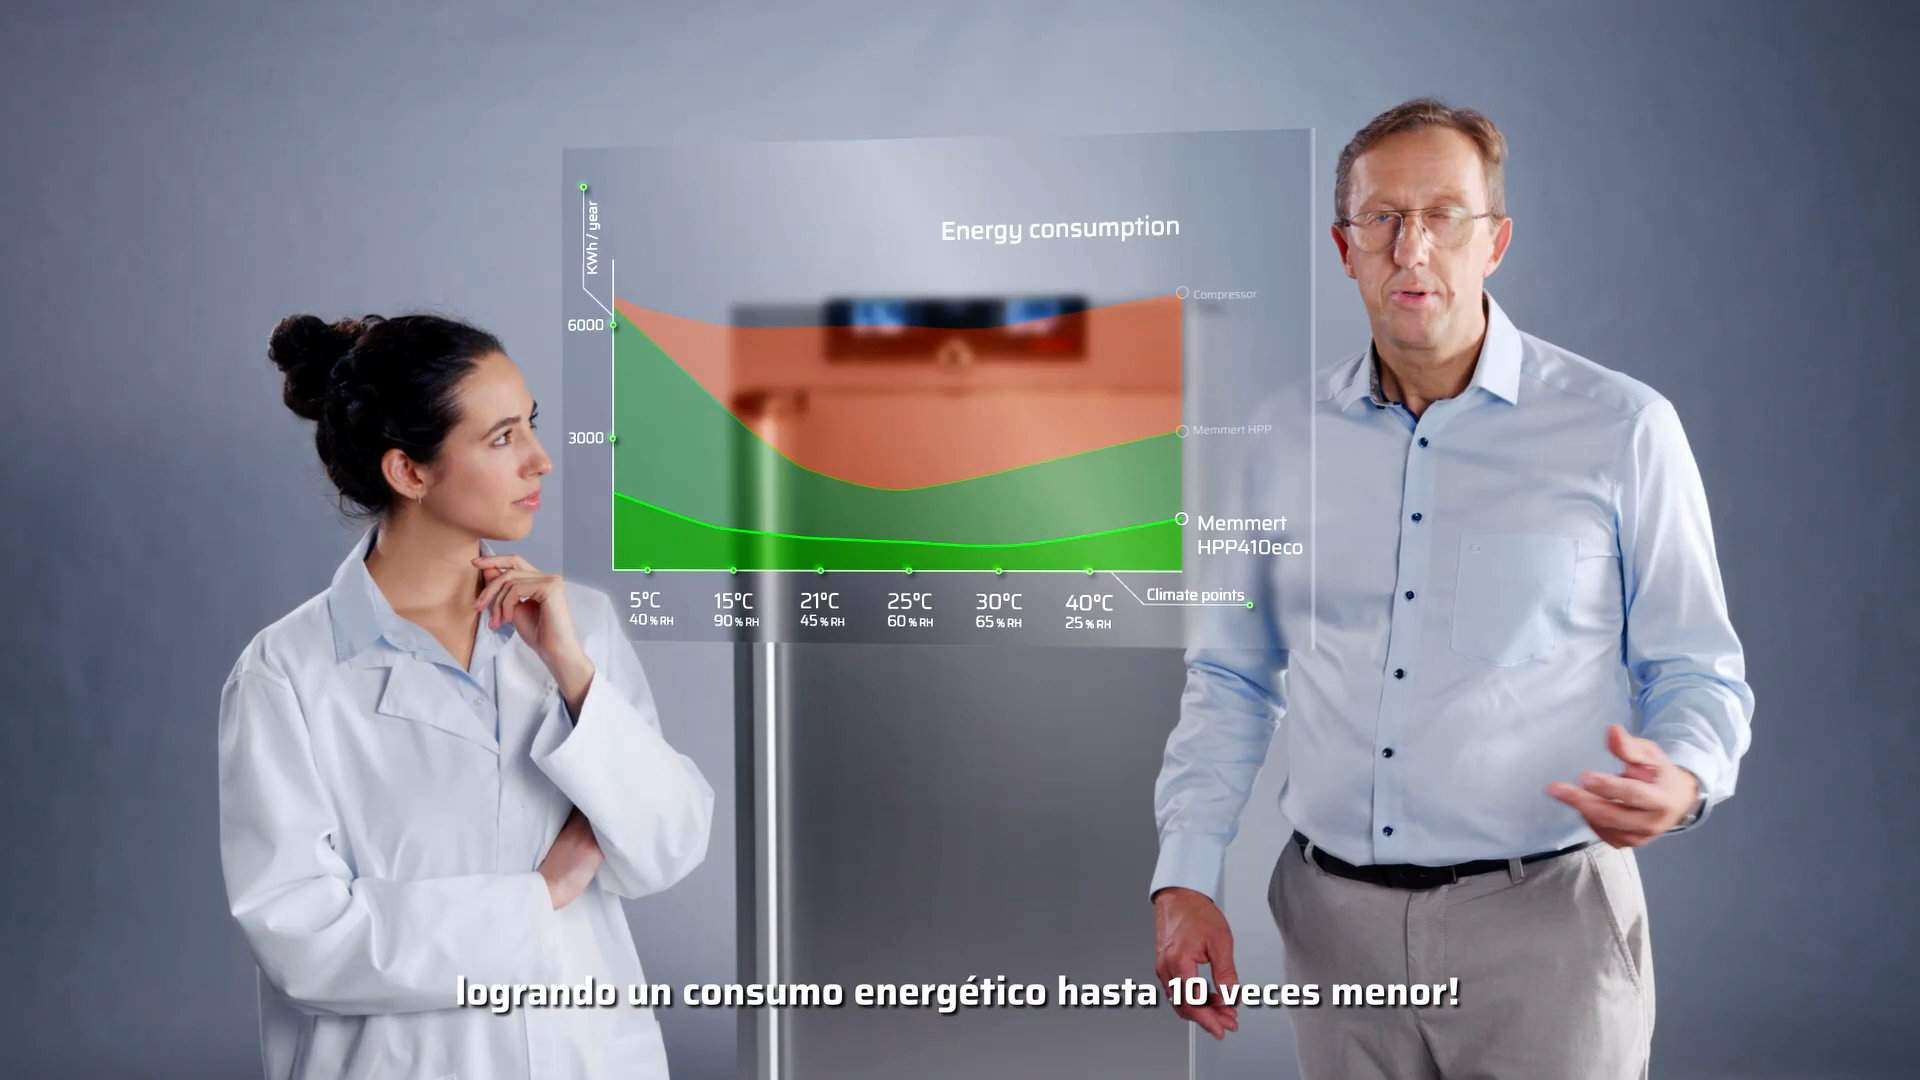 Energy consumption
KWh / year
6000
3000
Compressor
Memmert HPP
Memmert
HPP410eco
Climate points
5°C 15°C 21°C 25°C 30°C 40°C
40 % RH 90 % RH 45 % RH 60 % RH 65 % RH 25 % RH
logrando un consumo energético hasta 10 veces menor!